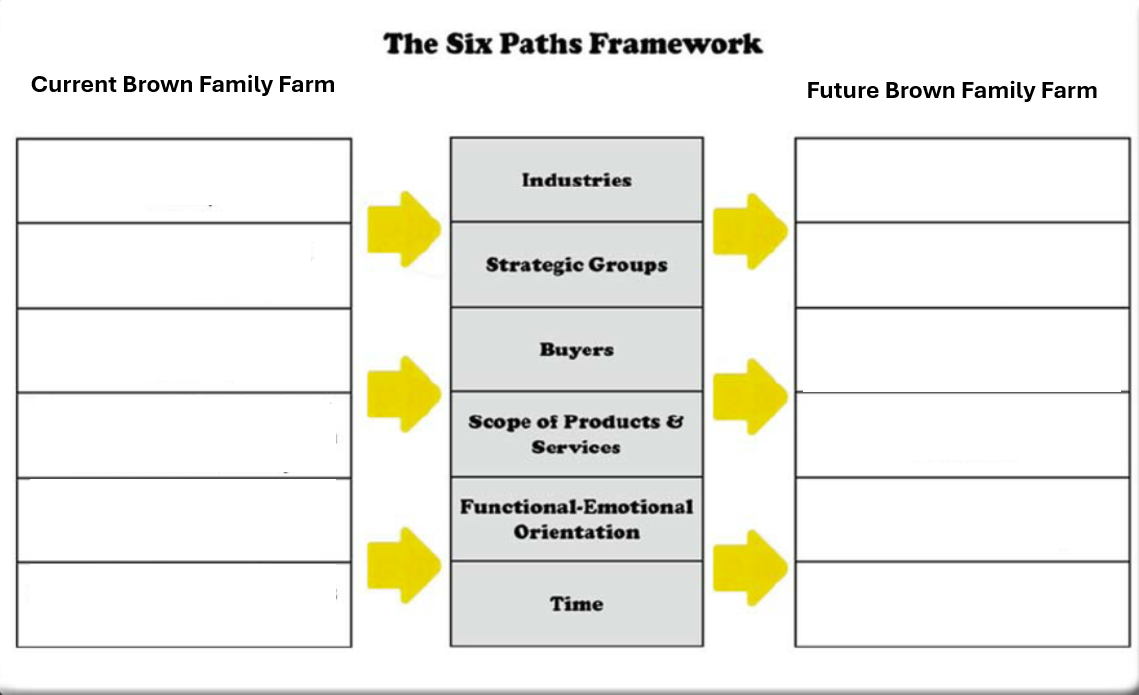 The Six Paths Framework
Current Brown Family Farm
Future Brown Family Farm
Industries
Strategic Groups
Buyers
Scope of Products &
Services
Functional-Emotional
Orientation
Time